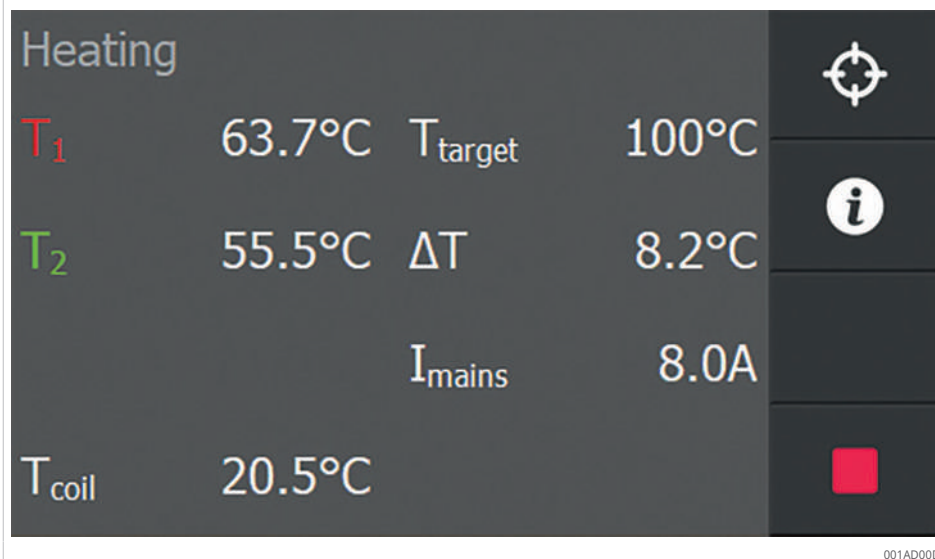 Heating
T1 63.7°C Ttarget 100°C
T2 55.5°C ΔT 8.2°C
Imains 8.0A
Tcoil 20.5°C
i